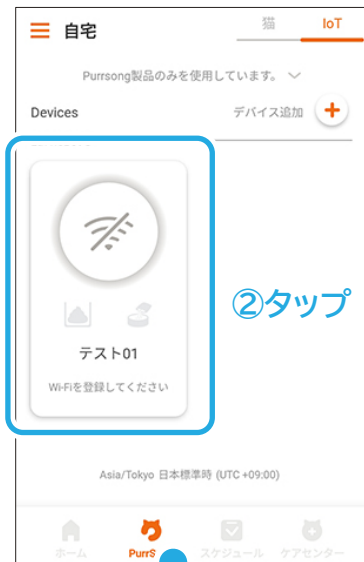 自宅
猫
IoT
Purrsong製品のみを使用しています。
Devices
デバイス追加
②タップ
テスト01
Wi-Fiを登録してください
Asia/Tokyo 日本標準時 (UTC +09:00)
ホーム
PurrS
スケジュール
ケアセンター